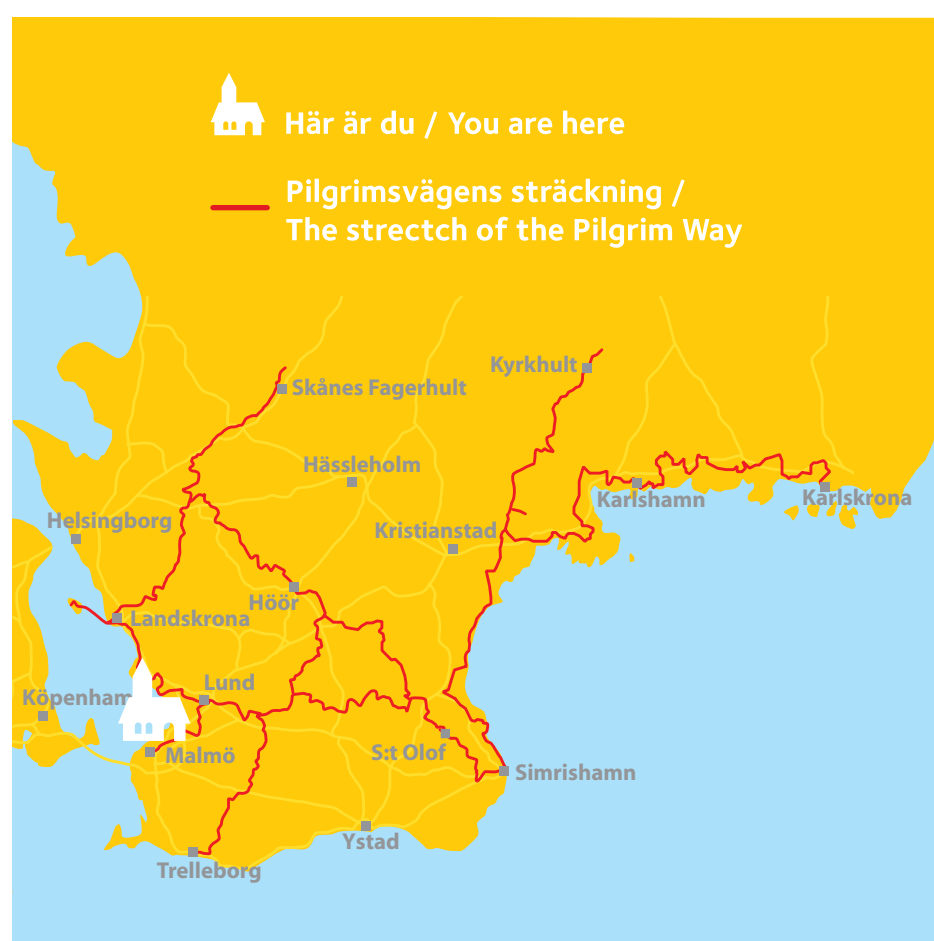 Här är du / You are here
Pilgrimsvägens sträckning /
The strectch of the Pilgrim Way
Kyrkhult
Skånes Fagerhult
Hässleholm
Karlshamn
Karlskrona
Helsingborg
Kristianstad
Höör
Landskrona
Lund
Köpenham
S:t Olof
Malmö
Simrishamn
Ystad
Trelleborg